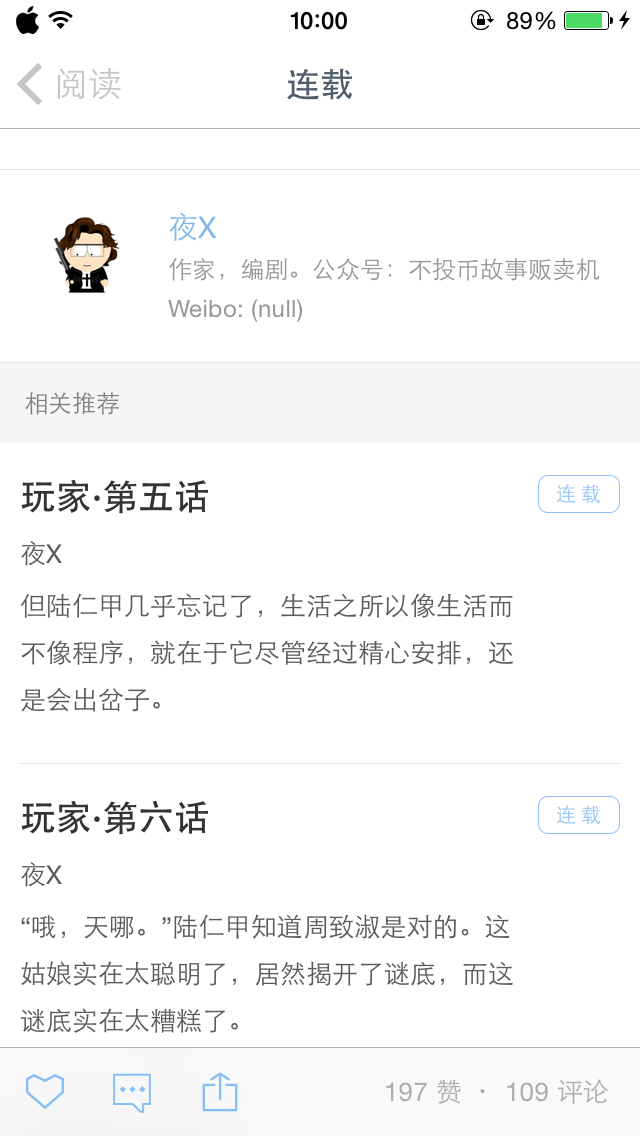 10:00
89%
阅读
连载
夜X
作家，编剧。公众号：不投币故事贩卖机
Weibo: (null)
相关推荐
玩家·第五话
连载
夜X
但陆仁甲几乎忘记了，生活之所以像生活而
不像程序，就在于它尽管经过精心安排，还
是会出岔子。
玩家·第六话
连载
夜X
“哦，天哪。”陆仁甲知道周致淑是对的。这
姑娘实在太聪明了，居然揭开了谜底，而这
谜底实在太糟糕了。
197 赞 · 109 评论